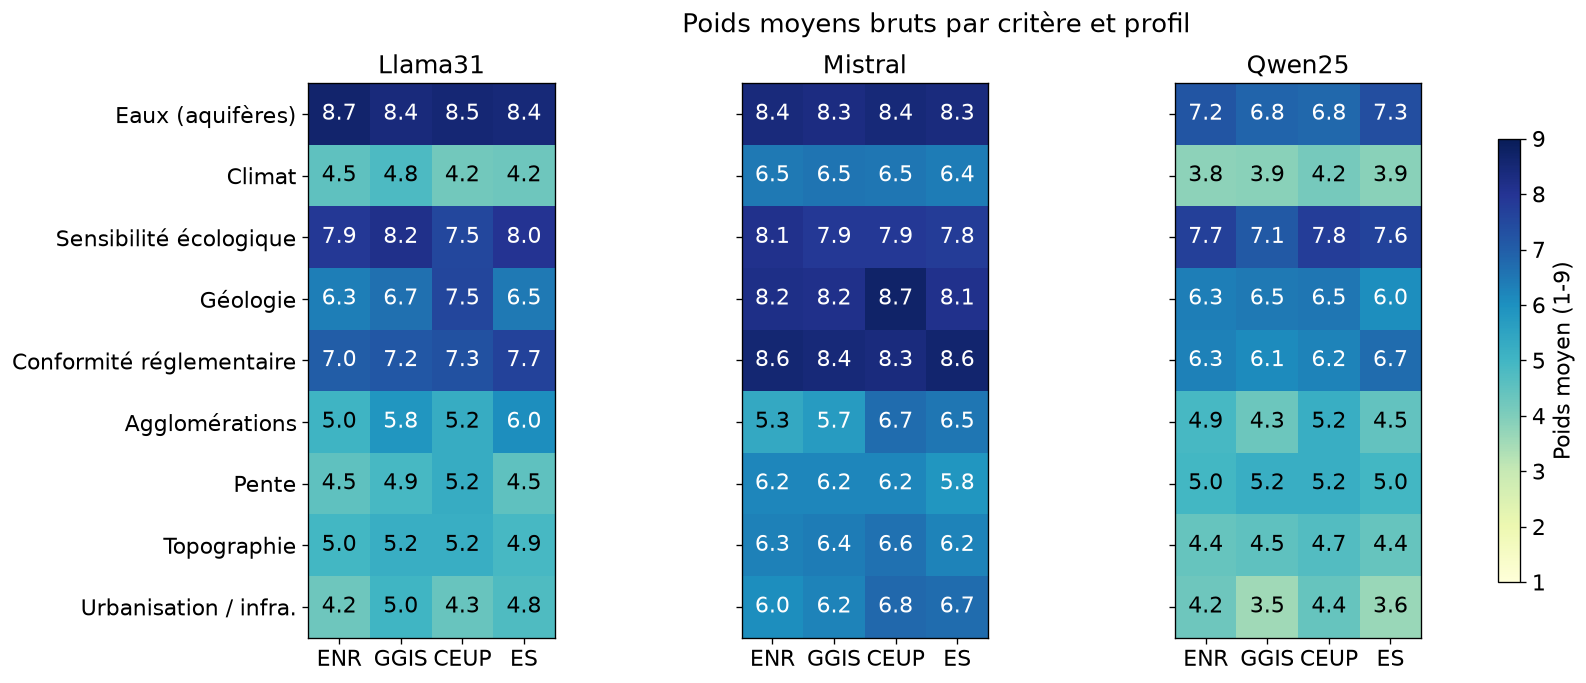 Poids moyens bruts par critère et profil
Llama31 Mistral Qwen25
Eaux (aquifères) 8.7 8.4 8.5 8.4 8.4 8.3 8.4 8.3 7.2 6.8 6.8 7.3
Climat 4.5 4.8 4.2 4.2 6.5 6.5 6.5 6.4 3.8 3.9 4.2 3.9
Sensibilité écologique 7.9 8.2 7.5 8.0 8.1 7.9 7.9 7.8 7.7 7.1 7.8 7.6
Géologie 6.3 6.7 7.5 6.5 8.2 8.2 8.7 8.1 6.3 6.5 6.5 6.0
Conformité réglementaire 7.0 7.2 7.3 7.7 8.6 8.4 8.3 8.6 6.3 6.1 6.2 6.7
Agglomérations 5.0 5.8 5.2 6.0 5.3 5.7 6.7 6.5 4.9 4.3 5.2 4.5
Pente 4.5 4.9 5.2 4.5 6.2 6.2 6.2 5.8 5.0 5.2 5.2 5.0
Topographie 5.0 5.2 5.2 4.9 6.3 6.4 6.6 6.2 4.4 4.5 4.7 4.4
Urbanisation / infra. 4.2 5.0 4.3 4.8 6.0 6.2 6.8 6.7 4.2 3.5 4.4 3.6
ENR GGIS CEUP ES ENR GGIS CEUP ES ENR GGIS CEUP ES
9
8
7
6
5
4
3
2
1
Poids moyen (1-9)